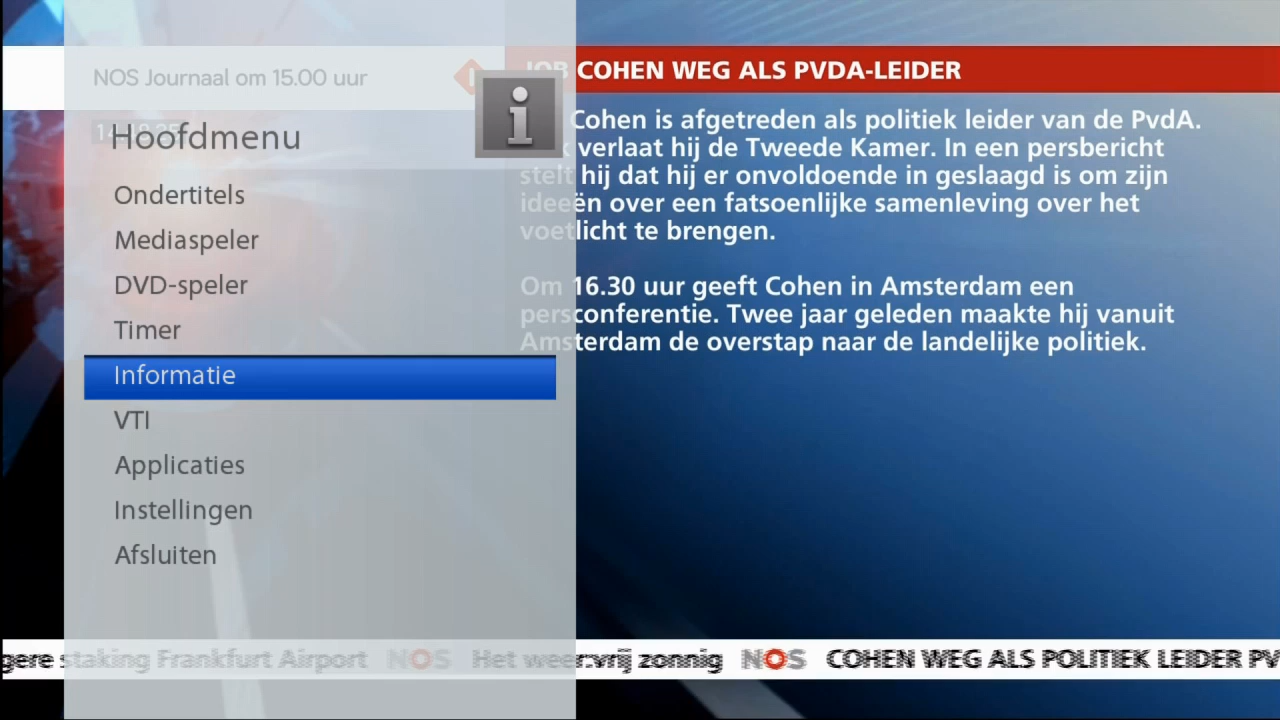 NOS Journaal om 15.00 uur
Hoofdmenu
Ondertitels
Mediaspeler
DVD-speler
Timer
Informatie
VTI
Applicaties
Instellingen
Afsluiten
JOB COHEN WEG ALS PVDA-LEIDER
Cohen is afgetreden als politiek leider van de PvdA.
verlaat hij de Tweede Kamer. In een persbericht
stelt hij dat hij er onvoldoende in geslaagd is om zijn
ideeën over een fatsoenlijke samenleving over het
voetlicht te brengen.
Om 16.30 uur geeft Cohen in Amsterdam een
persconferentie. Twee jaar geleden maakte hij vanuit
Amsterdam de overstap naar de landelijke politiek.
gere staking Frankfurt Airport NOS Het weer:vrij zonnig NOS COHEN WEG ALS POLITIEK LEIDER PV